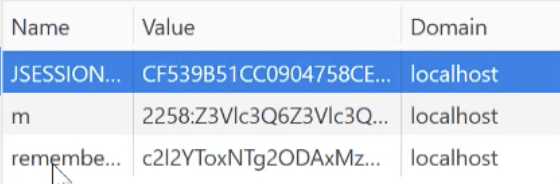 Name Value Domain
JSESSION... CF539B51CC0904758CE... localhost
m 2258:Z3Vlc3Q6Z3Vlc3Q... localhost
remembe... c2l2YToxNTg2ODAxMz... localhost